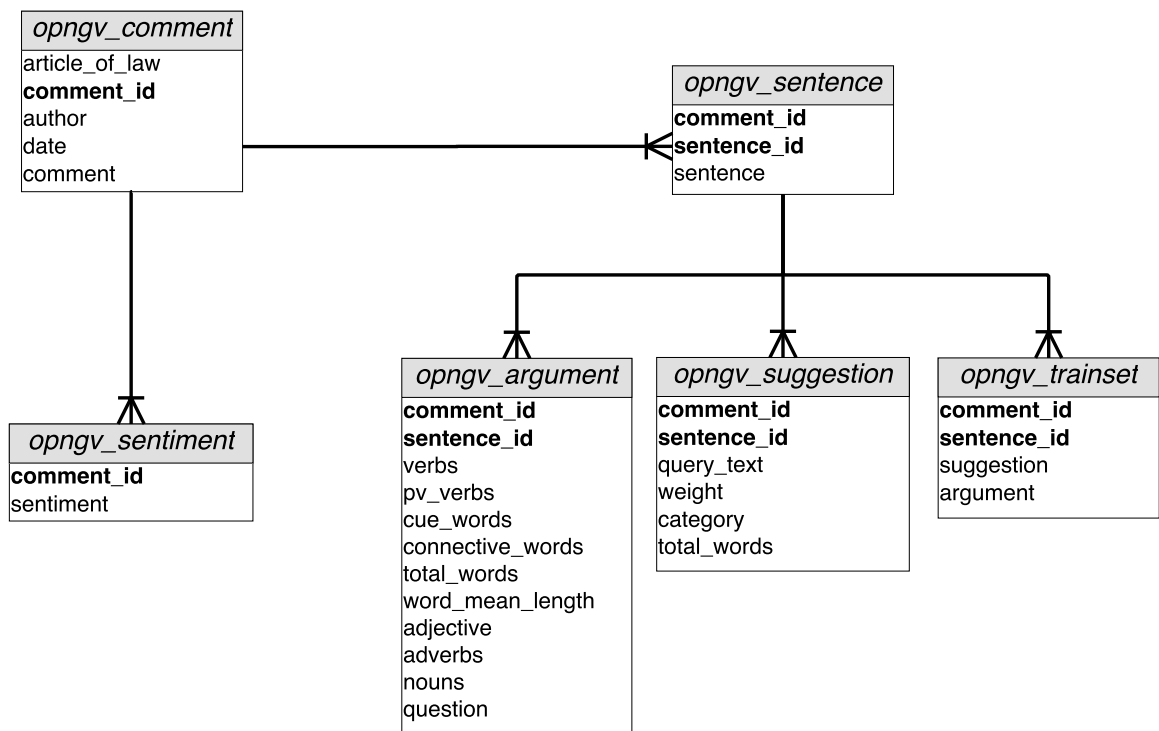 opngv_comment
article_of_law
comment_id
author
date
comment
opngv_sentence
comment_id
sentence_id
sentence
opngv_sentiment
comment_id
sentiment
opngv_argument
comment_id
sentence_id
verbs
pv_verbs
cue_words
connective_words
total_words
word_mean_length
adjective
adverbs
nouns
question
opngv_suggestion
comment_id
sentence_id
query_text
weight
category
total_words
opngv_trainset
comment_id
sentence_id
suggestion
argument